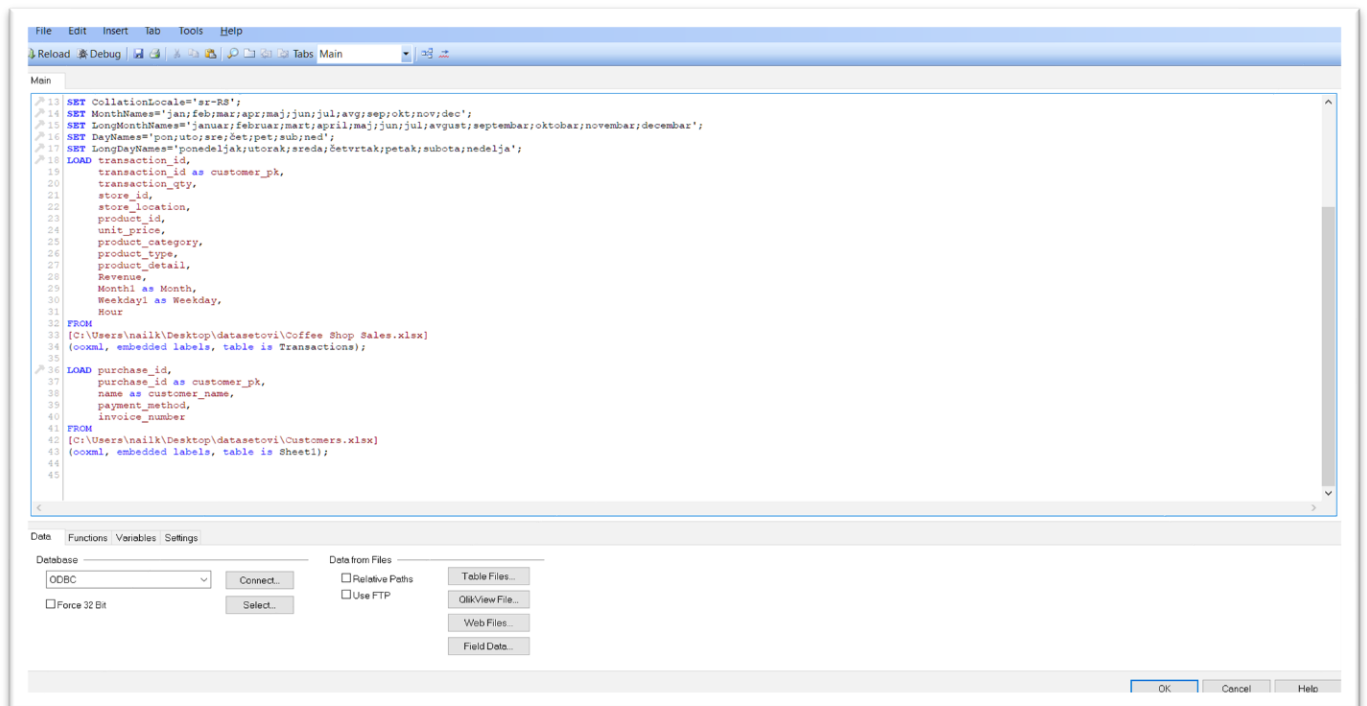 File Edit Insert Tab Tools Help
Reload Debug Tabs Main
Main
13 SET CollationLocale='sr-RS';
14 SET MonthNames='jan;feb;mar;apr;maj;jun;jul;avg;sep;okt;nov;dec';
15 SET LongMonthNames='januar;februar;mart;april;maj;jun;jul;avgust;septembar;oktobar;novembar;decembar';
16 SET DayNames='pon;uto;sre;čet;pet;sub;ned';
17 SET LongDayNames='ponedeljak;utorak;sreda;četvrtak;petak;subota;nedelja';
18 LOAD transaction_id,
19 transaction_id as customer_pk,
20 transaction_qty,
21 store_id,
22 store_location,
23 product_id,
24 unit_price,
25 product_category,
26 product_type,
27 product_detail,
28 Revenue,
29 Month1 as Month,
30 Weekday1 as Weekday,
31 Hour
32 FROM
33 [C:\Users\nailk\Desktop\datasetovi\Coffee Shop Sales.xlsx]
34 (ooxml, embedded labels, table is Transactions);
35
36 LOAD purchase_id,
37 purchase_id as customer_pk,
38 name as customer_name,
39 payment_method,
40 invoice_number
41 FROM
42 [C:\Users\nailk\Desktop\datasetovi\Customers.xlsx]
43 (ooxml, embedded labels, table is Sheet1);
44
45
Data Functions Variables Settings
Database Data from Files
ODBC Connect... Relative Paths Table Files...
Force 32 Bit Select... Use FTP QlikView File...
Web Files...
Field Data...
OK Cancel Help